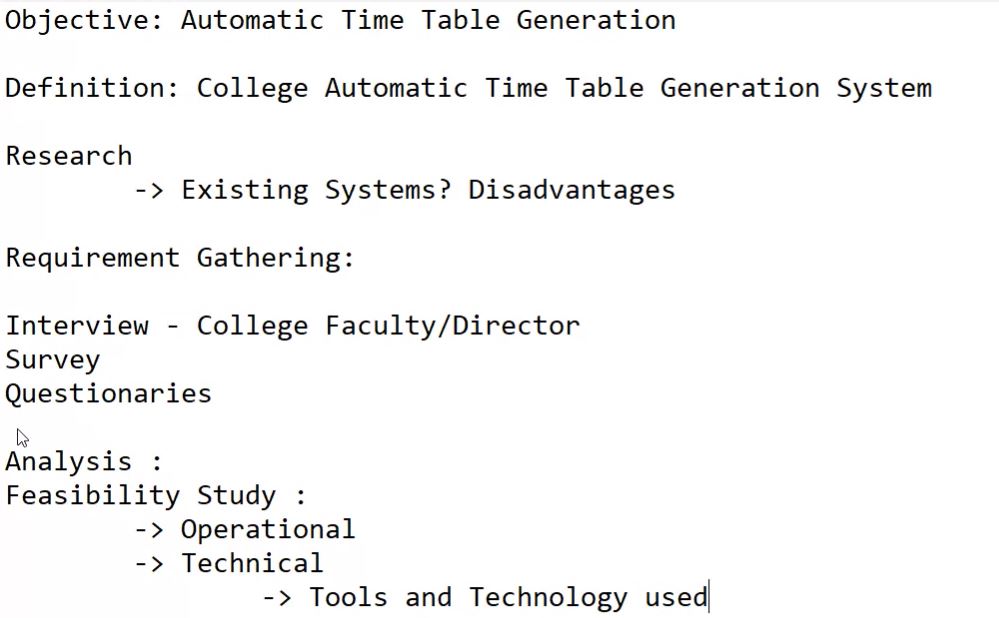 Objective: Automatic Time Table Generation
Definition: College Automatic Time Table Generation System
Research
-> Existing Systems? Disadvantages
Requirement Gathering:
Interview - College Faculty/Director
Survey
Questionaries
Analysis :
Feasibility Study :
-> Operational
-> Technical
-> Tools and Technology used